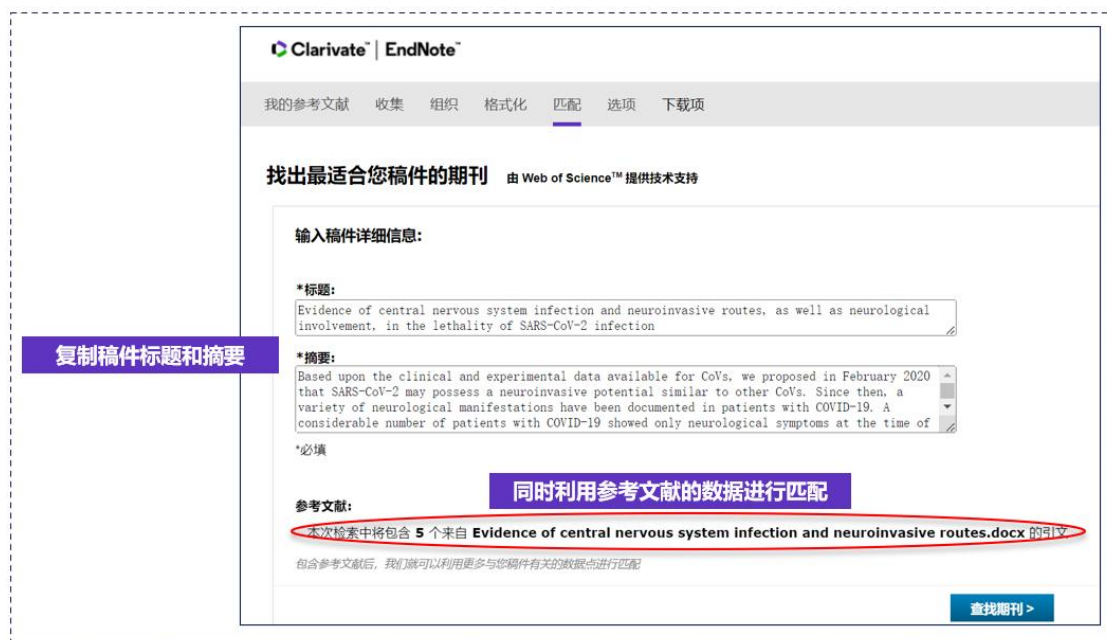 Clarivate™ | EndNote™
我的参考文献 收集 组织 格式化 匹配 选项 下载项
找出最适合您稿件的期刊 由 Web of Science™ 提供技术支持
输入稿件详细信息:
*标题:
Evidence of central nervous system infection and neuroinvasive routes, as well as neurological
involvement, in the lethality of SARS-CoV-2 infection
复制稿件标题和摘要
*摘要:
Based upon the clinical and experimental data available for CoVs, we proposed in February 2020
that SARS-CoV-2 may possess a neuroinvasive potential similar to other CoVs. Since then, a
variety of neurological manifestations have been documented in patients with COVID-19. A
considerable number of patients with COVID-19 showed only neurological symptoms at the time of
*必填
同时利用参考文献的数据进行匹配
参考文献:
本次检索中将包含 5 个来自 Evidence of central nervous system infection and neuroinvasive routes.docx 的引文
包含参考文献后，我们就可以利用更多与您稿件有关的数据点进行匹配
查找期刊 >